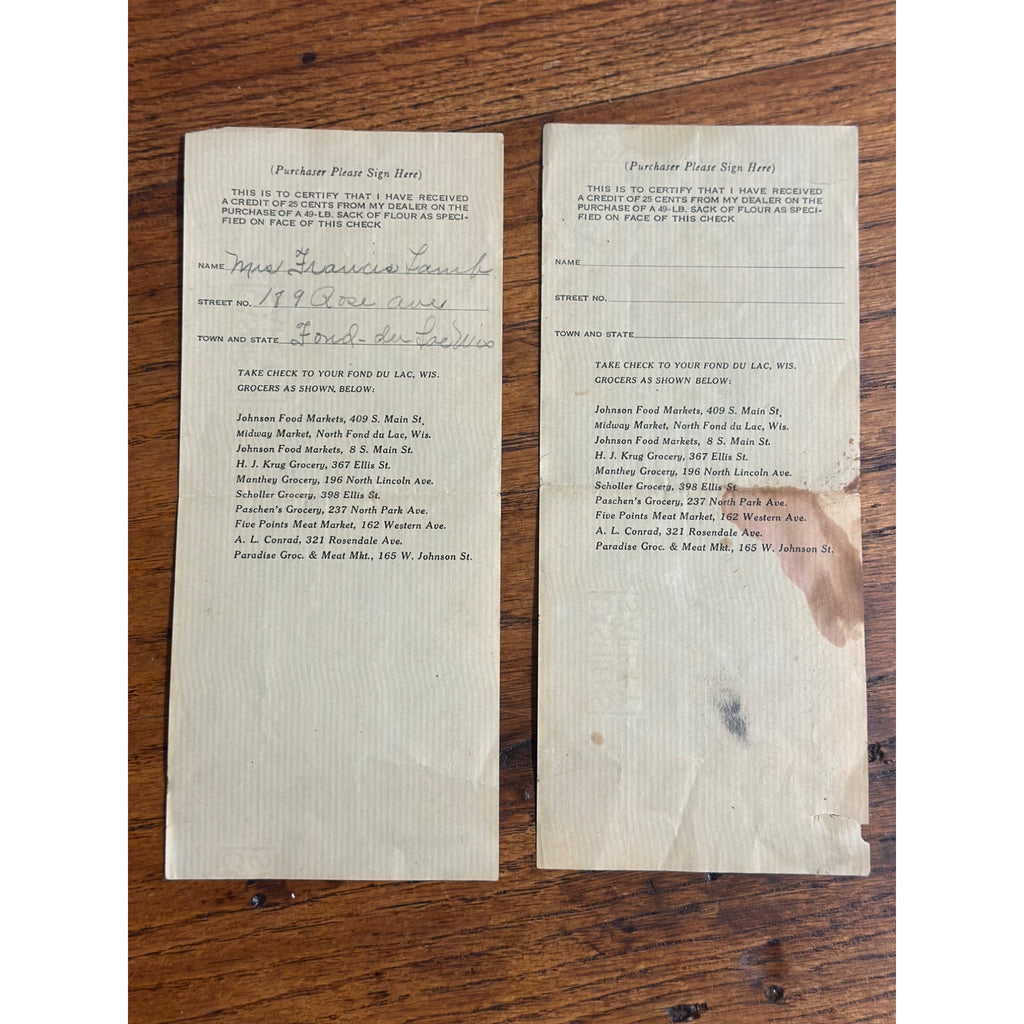 (Purchaser Please Sign Here)
THIS IS TO CERTIFY THAT I HAVE RECEIVED
A CREDIT OF 25 CENTS FROM MY DEALER ON THE
PURCHASE OF A 49-LB. SACK OF FLOUR AS SPECI-
FIED ON FACE OF THIS CHECK
NAME Mrs Francis Lamb
STREET NO. 189 Rose ave
TOWN AND STATE Fond-du Lac Wis
TAKE CHECK TO YOUR FOND DU LAC, WIS.
GROCERS AS SHOWN BELOW:
Johnson Food Markets, 409 S. Main St.
Midway Market, North Fond du Lac, Wis.
Johnson Food Markets, 8 S. Main St.
H. J. Krug Grocery, 367 Ellis St.
Manthey Grocery, 196 North Lincoln Ave.
Scholler Grocery, 398 Ellis St.
Paschen's Grocery, 237 North Park Ave.
Five Points Meat Market, 162 Western Ave.
A. L. Conrad, 321 Rosendale Ave.
Paradise Groc. & Meat Mkt., 165 W. Johnson St.
(Purchaser Please Sign Here)
THIS IS TO CERTIFY THAT I HAVE RECEIVED
A CREDIT OF 25 CENTS FROM MY DEALER ON THE
PURCHASE OF A 49-LB. SACK OF FLOUR AS SPECI-
FIED ON FACE OF THIS CHECK
NAME
STREET NO.
TOWN AND STATE
TAKE CHECK TO YOUR FOND DU LAC, WIS.
GROCERS AS SHOWN BELOW:
Johnson Food Markets, 409 S. Main St.
Midway Market, North Fond du Lac, Wis.
Johnson Food Markets, 8 S. Main St.
H. J. Krug Grocery, 367 Ellis St.
Manthey Grocery, 196 North Lincoln Ave.
Scholler Grocery, 398 Ellis St.
Paschen's Grocery, 237 North Park Ave.
Five Points Meat Market, 162 Western Ave.
A. L. Conrad, 321 Rosendale Ave.
Paradise Groc. & Meat Mkt., 165 W. Johnson St.